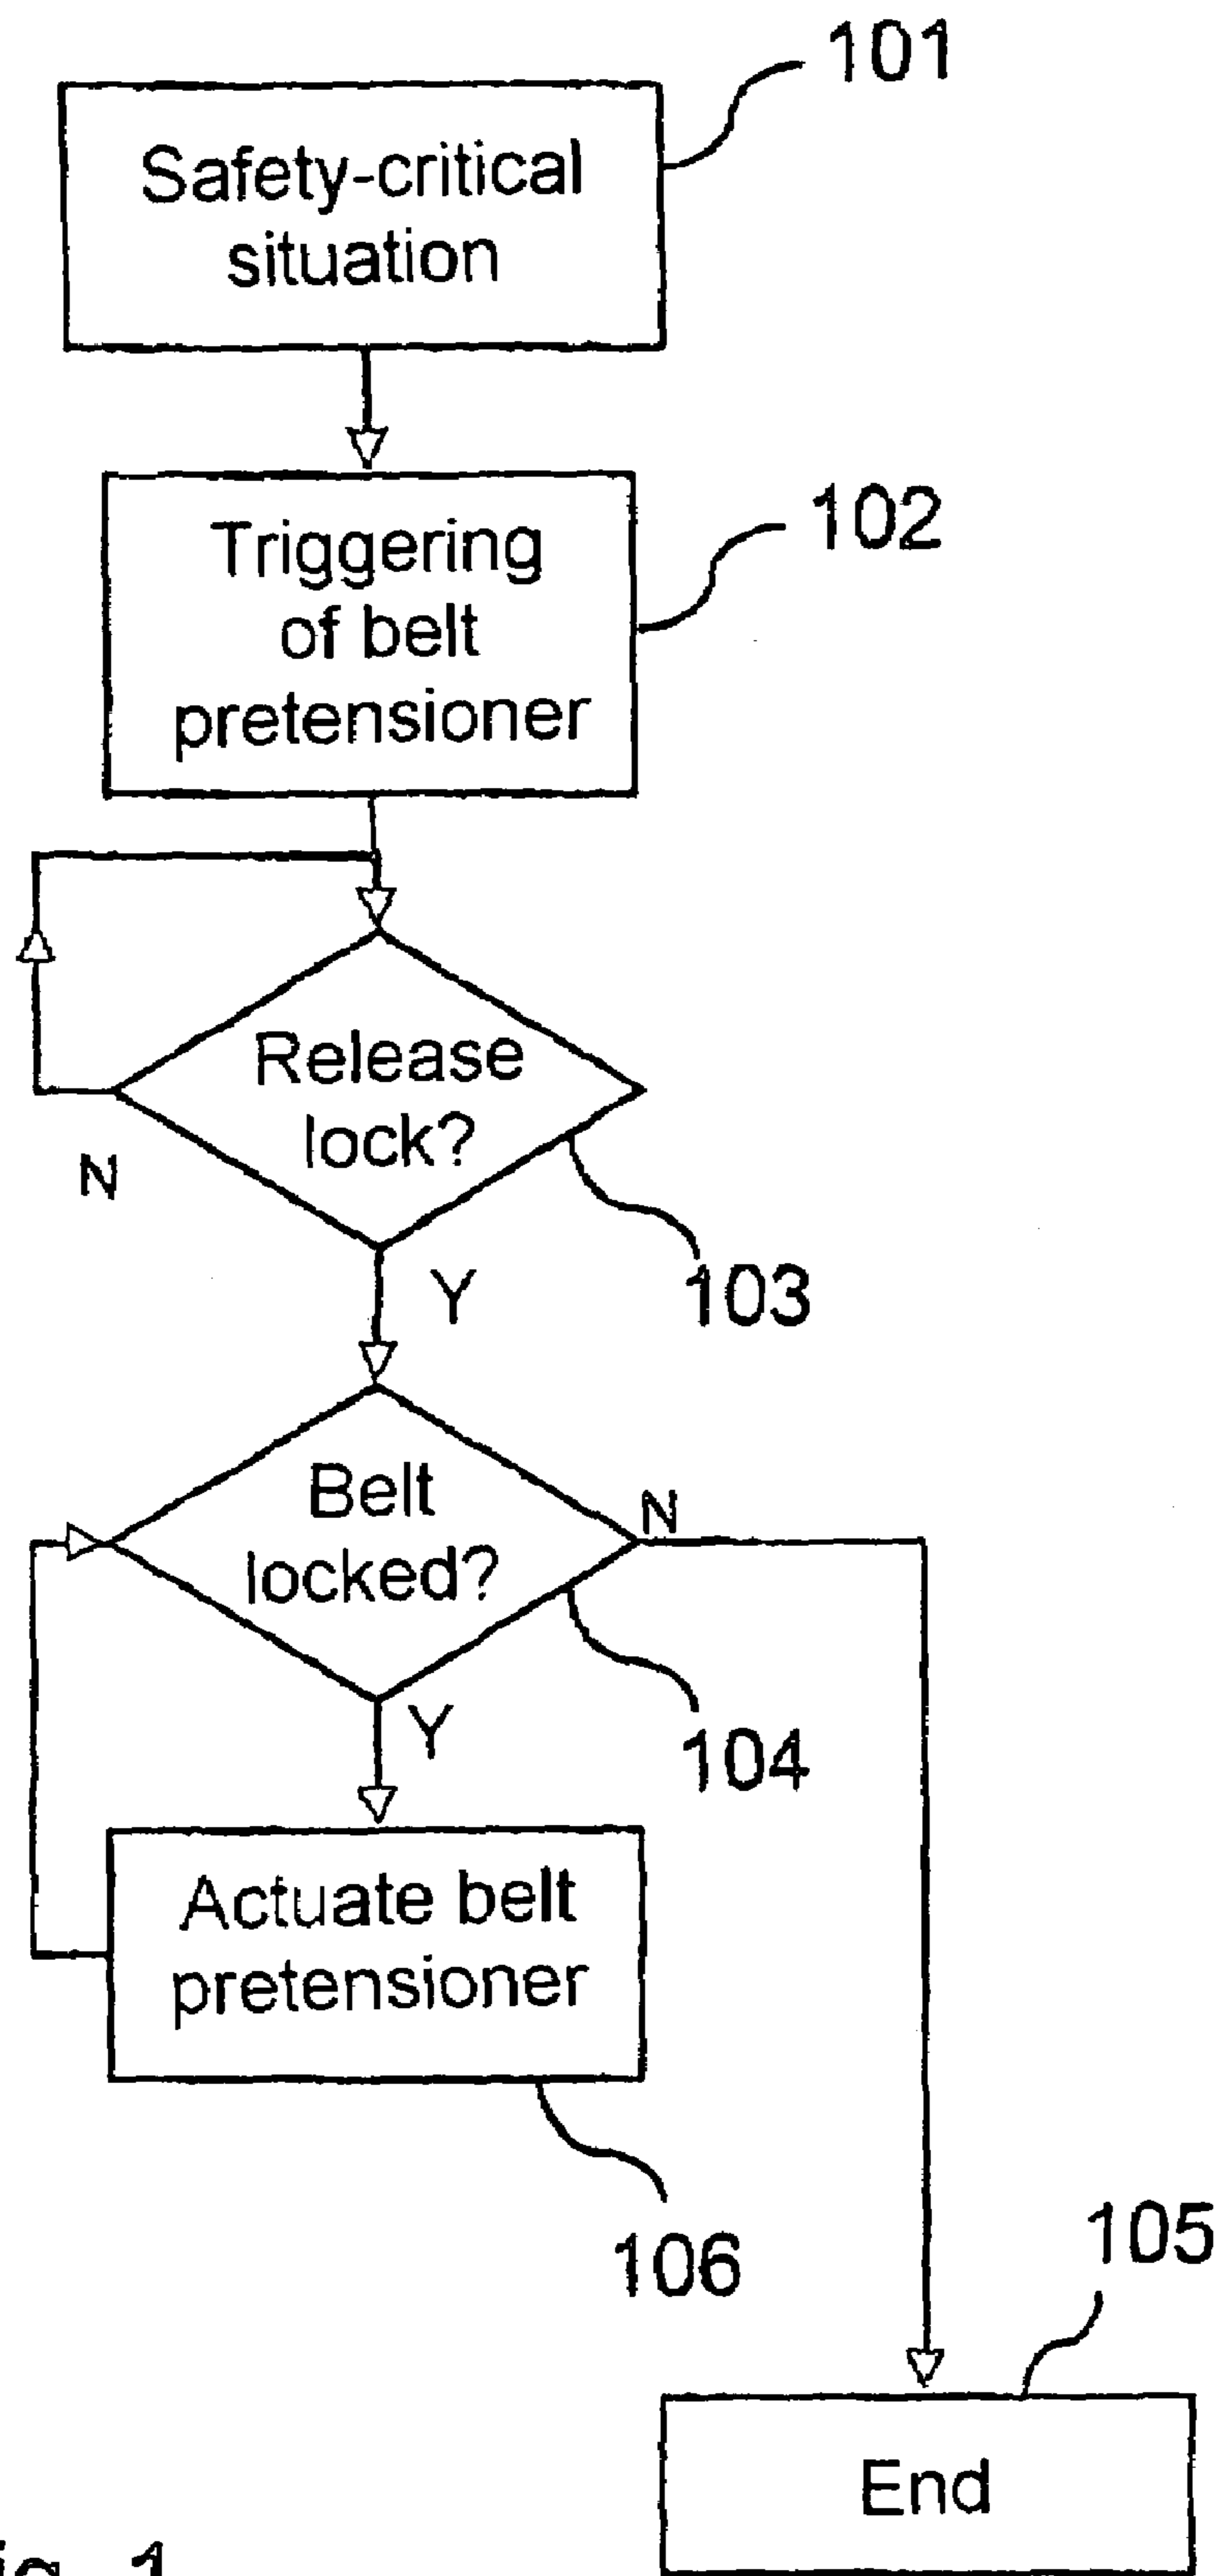 101
Safety-critical
situation
102
Triggering
of belt
pretensioner
Release
lock?
N
Y
103
Belt
locked?
N
Y
104
Actuate belt
pretensioner
106
105
End